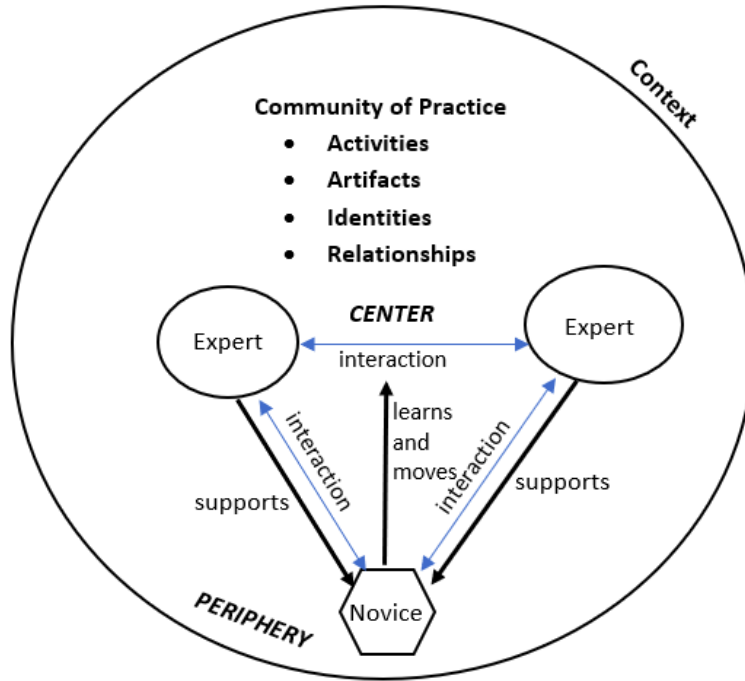 Context
Community of Practice
• Activities
• Artifacts
• Identities
• Relationships
CENTER
Expert
Expert
interaction
learns
and
moves
interaction
interaction
supports
supports
Novice
PERIPHERY